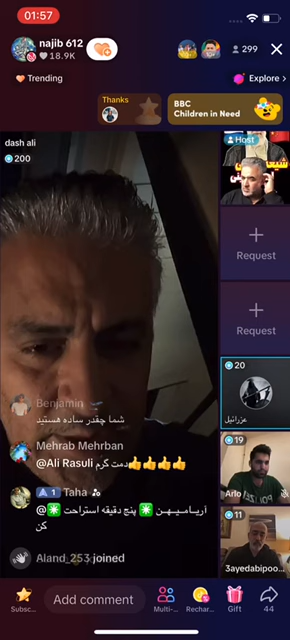 01:57
najib 612
18.9K
299
Trending
Explore
Thanks
BBC
Children in Need
dash ali
200
Host
Request
Request
20
عزرائیل
Benjamin
شما چقدر ساده هستید
Mehrab Mehrban
@Ali Rasuli دمت گرم👍👍👍👍
19
Arlo
A 1 Taha
@✳️ آریـامـیـهـن ✳️ پنج دقیقه استراحت کن
11
3ayedabipoo...
Aland_253 joined
Subsc...
Add comment
Multi-...
Rechar...
Gift
44